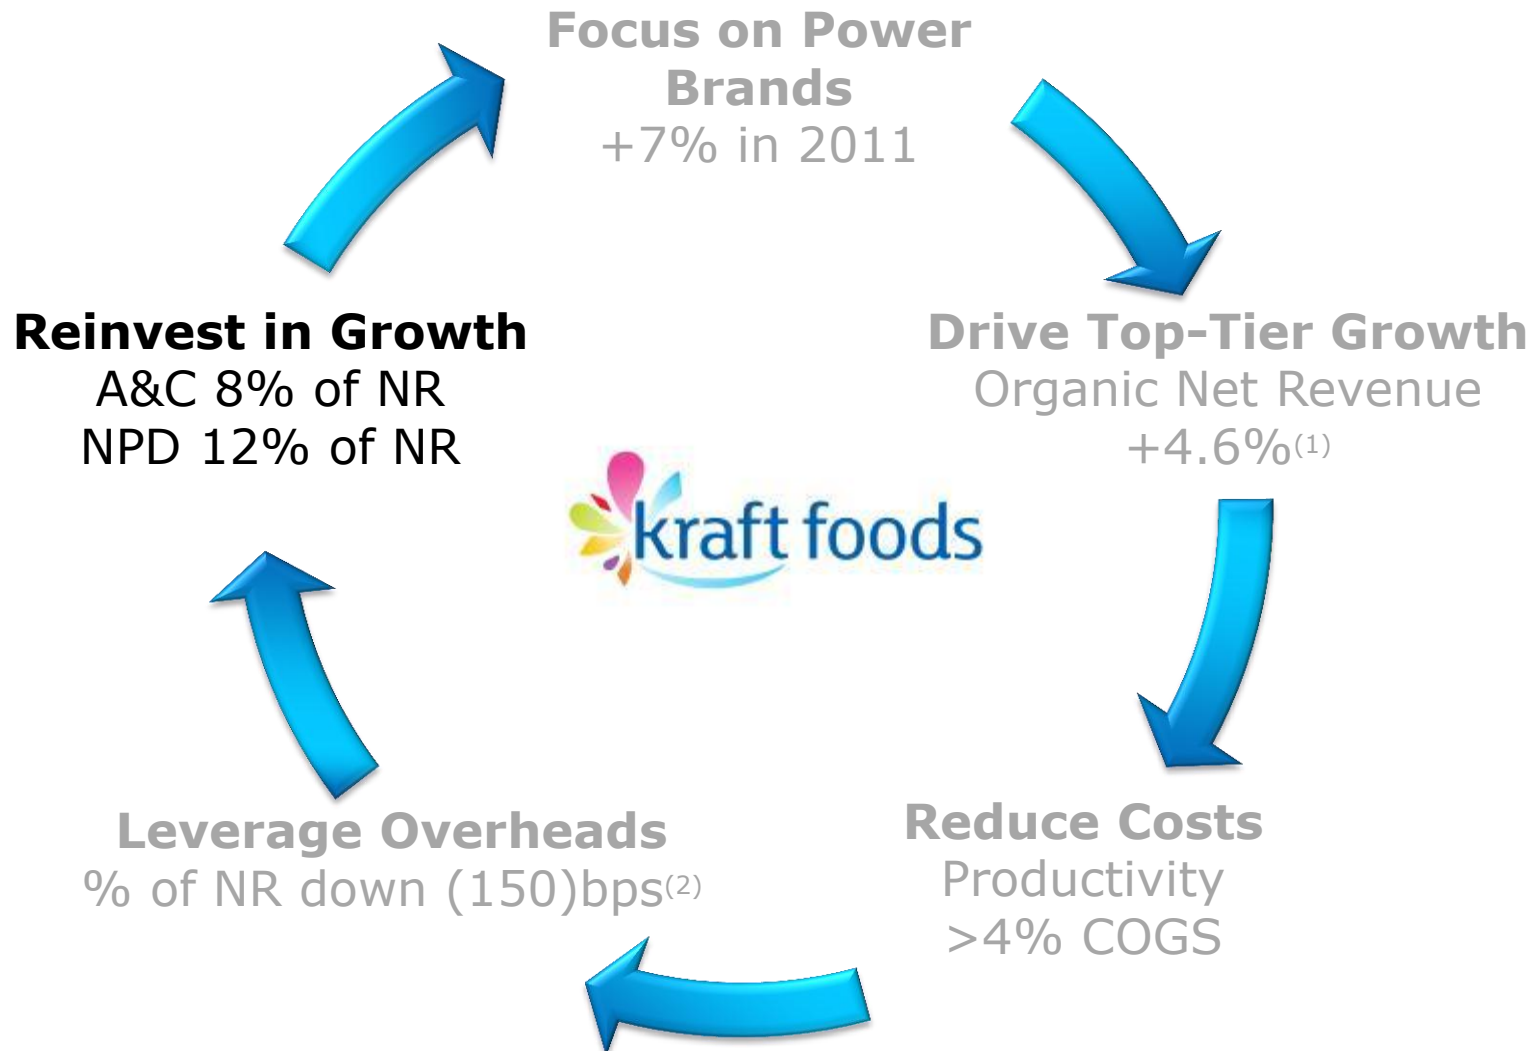 Focus on Power
Brands
+7% in 2011
Drive Top-Tier Growth
Organic Net Revenue
+4.6%(1)
Reduce Costs
Productivity
>4% COGS
Leverage Overheads
% of NR down (150)bps(2)
Reinvest in Growth
A&C 8% of NR
NPD 12% of NR
kraft foods